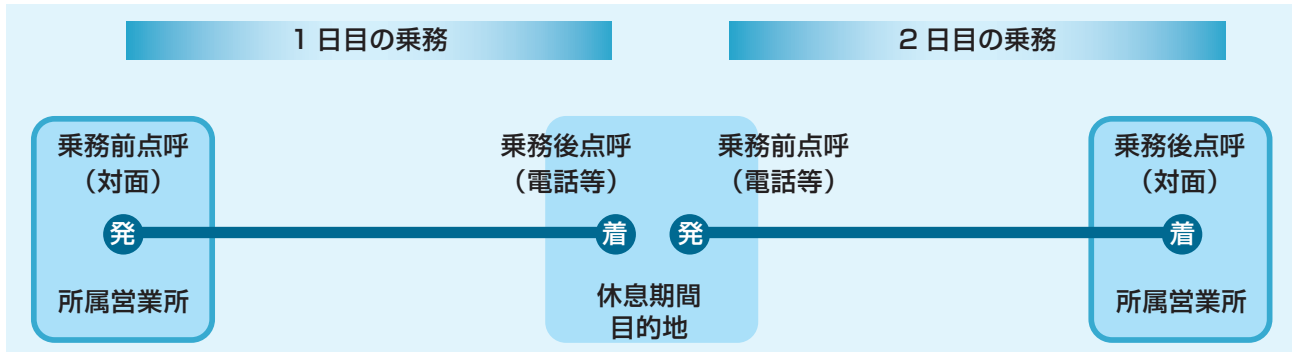 1日目の乗務
2日目の乗務
乗務前点呼
（対面）
発
所属営業所
乗務後点呼
（電話等）
着
乗務前点呼
（電話等）
発
休息期間
目的地
乗務後点呼
（対面）
着
所属営業所